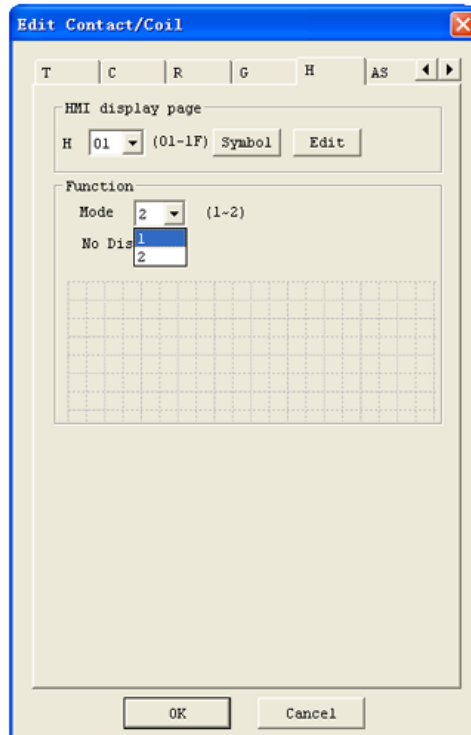 Edit Contact/Coil
T C R G H AS
HMI display page
H 01 (01-1F) Symbol Edit
Function
Mode 2 (1~2)
No Dis 1
2
OK Cancel